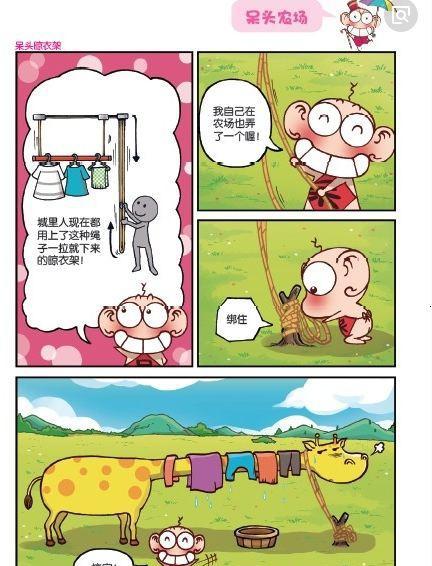 呆头农场
呆头晾衣架
城里人现在都
用上了这种绳
子一拉就下来
的晾衣架!
我自己在
农场也弄
了一个喔!
绑住